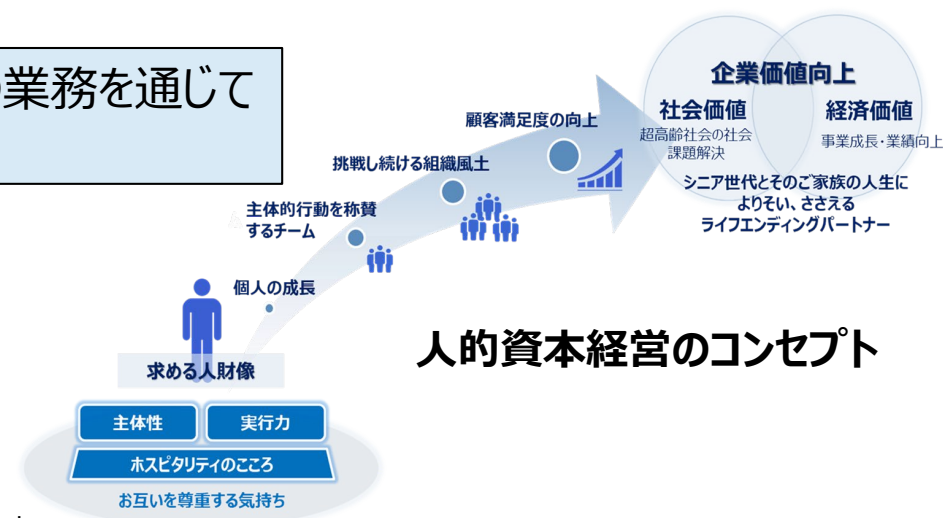 業務を通じて
企業価値向上
社会価値
経済価値
超高齢社会の社会
課題解決
事業成長・業績向上
シニア世代とそのご家族の人生に
よりそい、ささえる
ライフエンディングパートナー
顧客満足度の向上
挑戦し続ける組織風土
主体的行動を称賛
するチーム
個人の成長
人的資本経営のコンセプト
求める人財像
主体性
実行力
ホスピタリティのこころ
お互いを尊重する気持ち